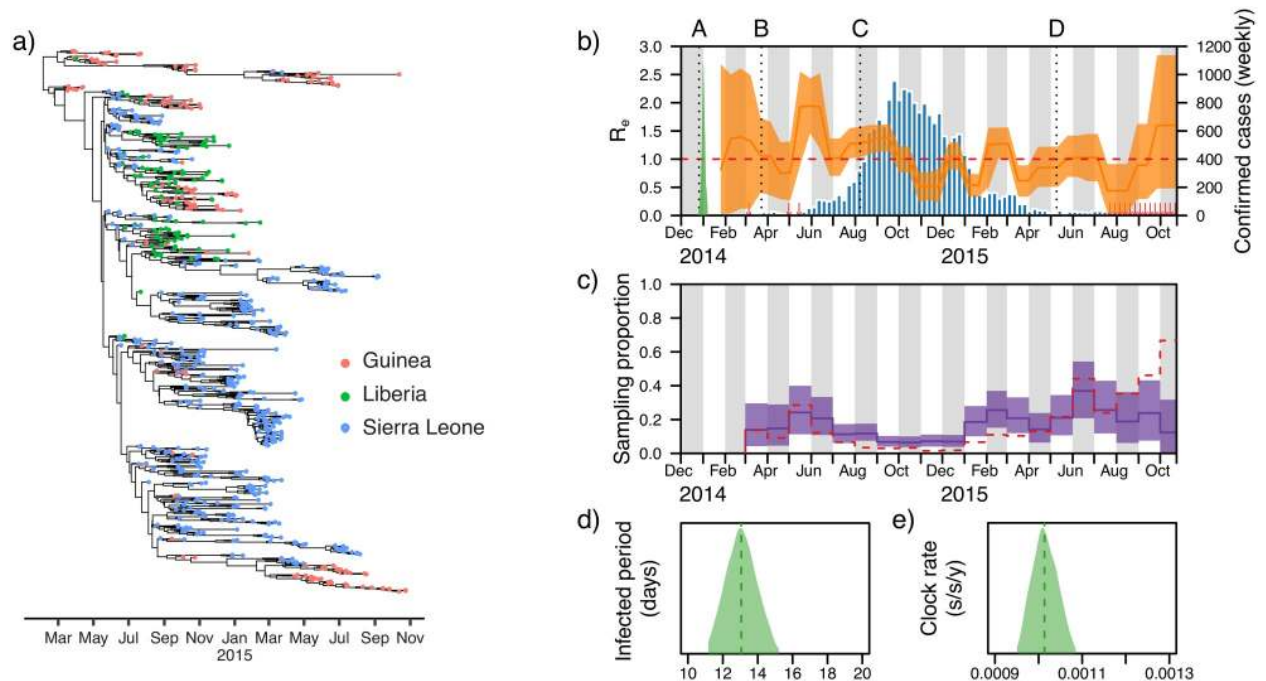 a)
Guinea
Liberia
Sierra Leone
Mar May Jul Sep Nov Jan Mar May Jul Sep Nov
2015
b)
A B C D
3.0
2.5
2.0
1.5
1.0
0.5
0.0
Re
1200
1000
800
600
400
200
0
Confirmed cases (weekly)
Dec Feb Apr Jun Aug Oct Dec Feb Apr Jun Aug Oct
2014 2015
c)
1.0
0.8
0.6
0.4
0.2
0.0
Sampling proportion
Dec Feb Apr Jun Aug Oct Dec Feb Apr Jun Aug Oct
2014 2015
d)
Infected period
(days)
10 12 14 16 18 20
e)
Clock rate
(s/s/y)
0.0009 0.0011 0.0013